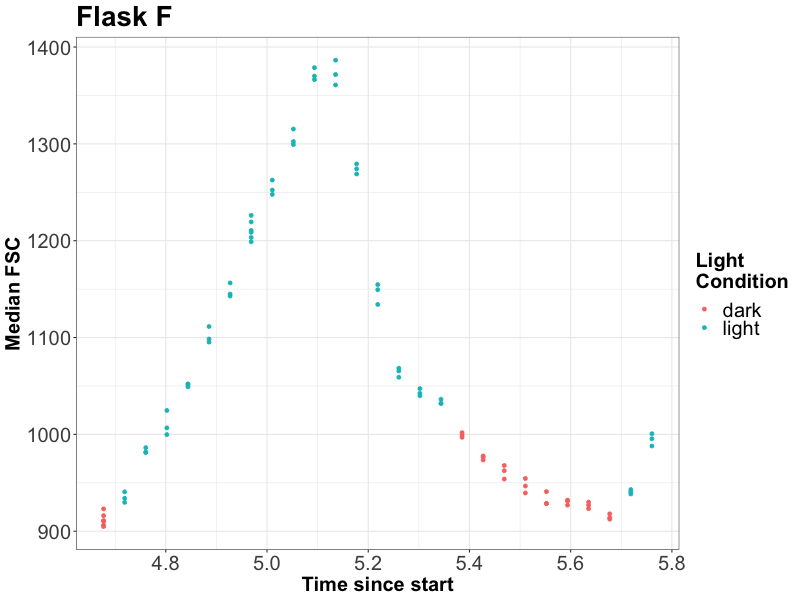 Flask F
1400
1300
1200
1100
1000
900
Median FSC
4.8 5.0 5.2 5.4 5.6 5.8
Time since start
Light
Condition
dark
light